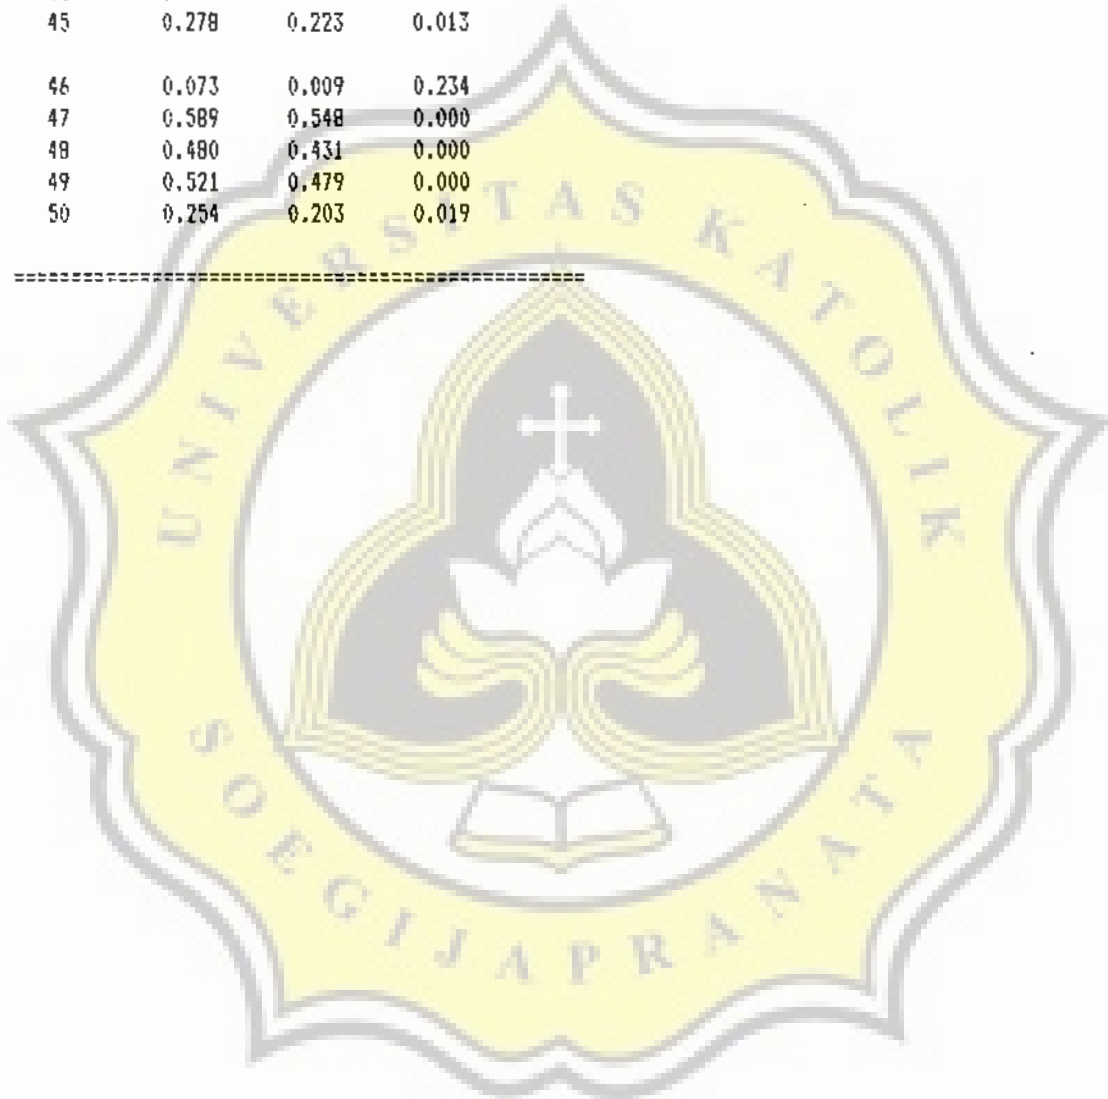 45 0.278 0.223 0.013
46 0.073 0.009 0.234
47 0.589 0.548 0.000
48 0.480 0.431 0.000
49 0.521 0.479 0.000
50 0.254 0.203 0.019
==================================================
UNIVERSITAS KATOLIK
SOEGIJAPRANATA